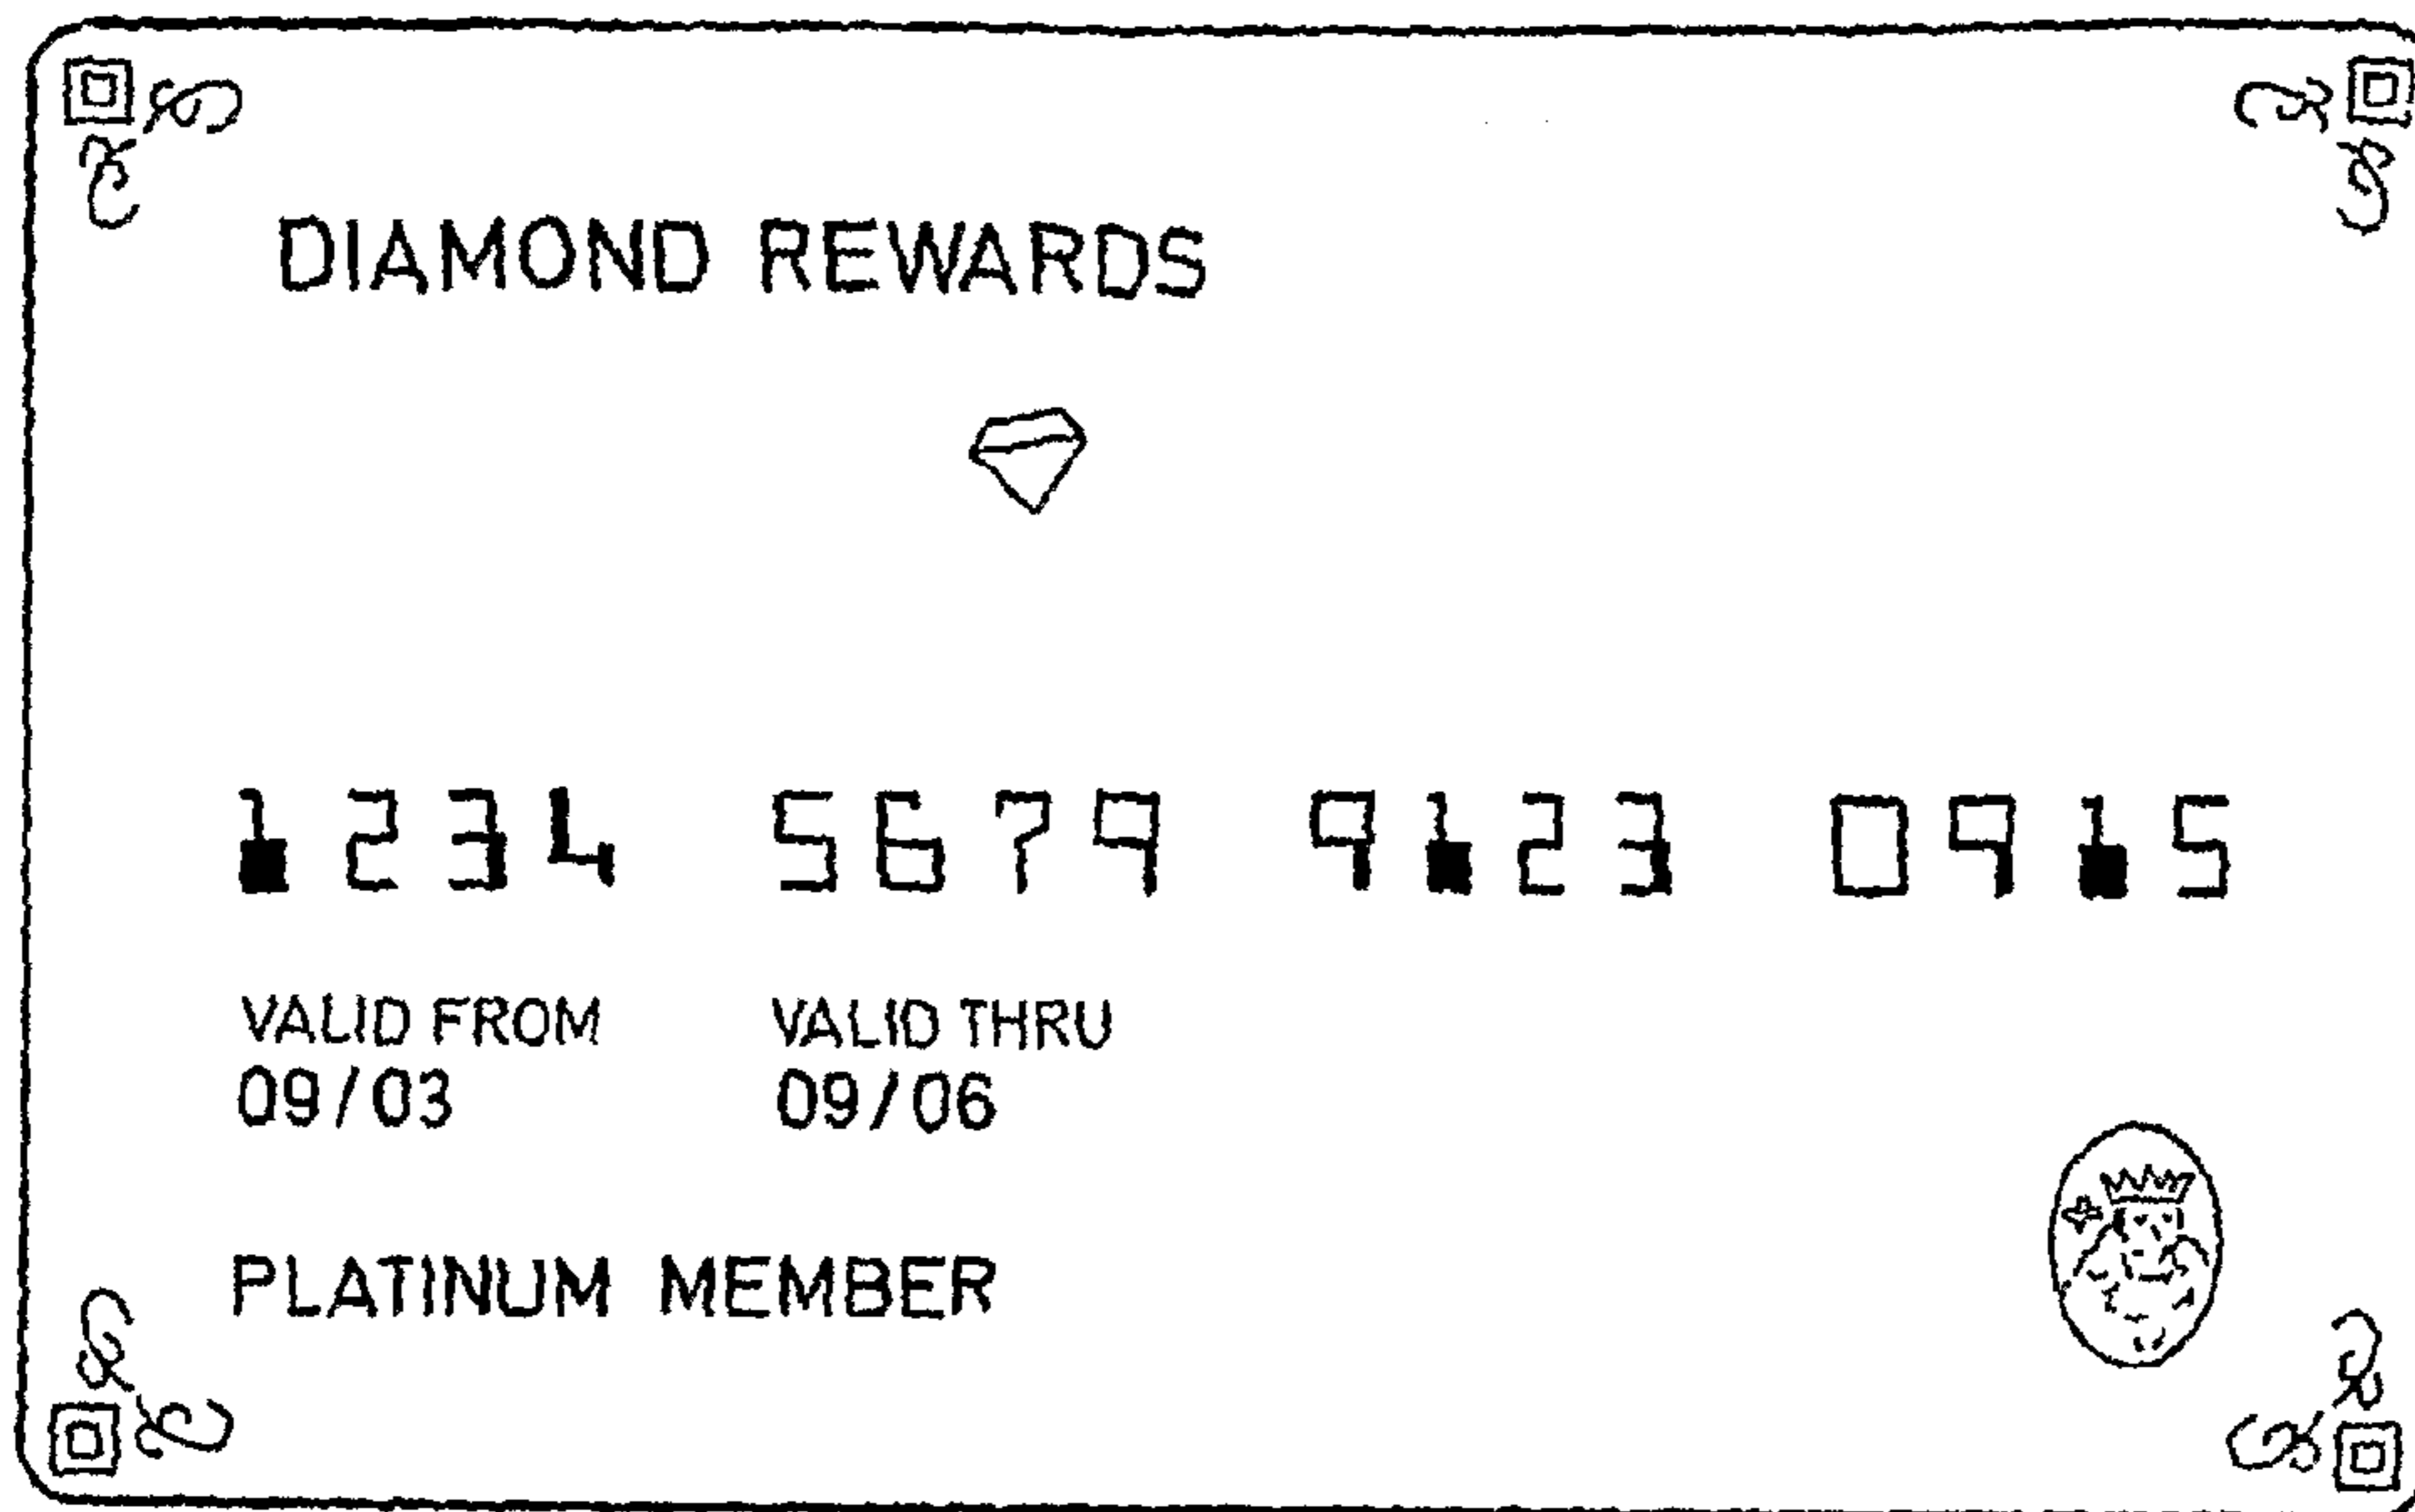 DIAMOND REWARDS
1234 5679 9123 0915
VALID FROM VALID THRU
09/03 09/06
PLATINUM MEMBER